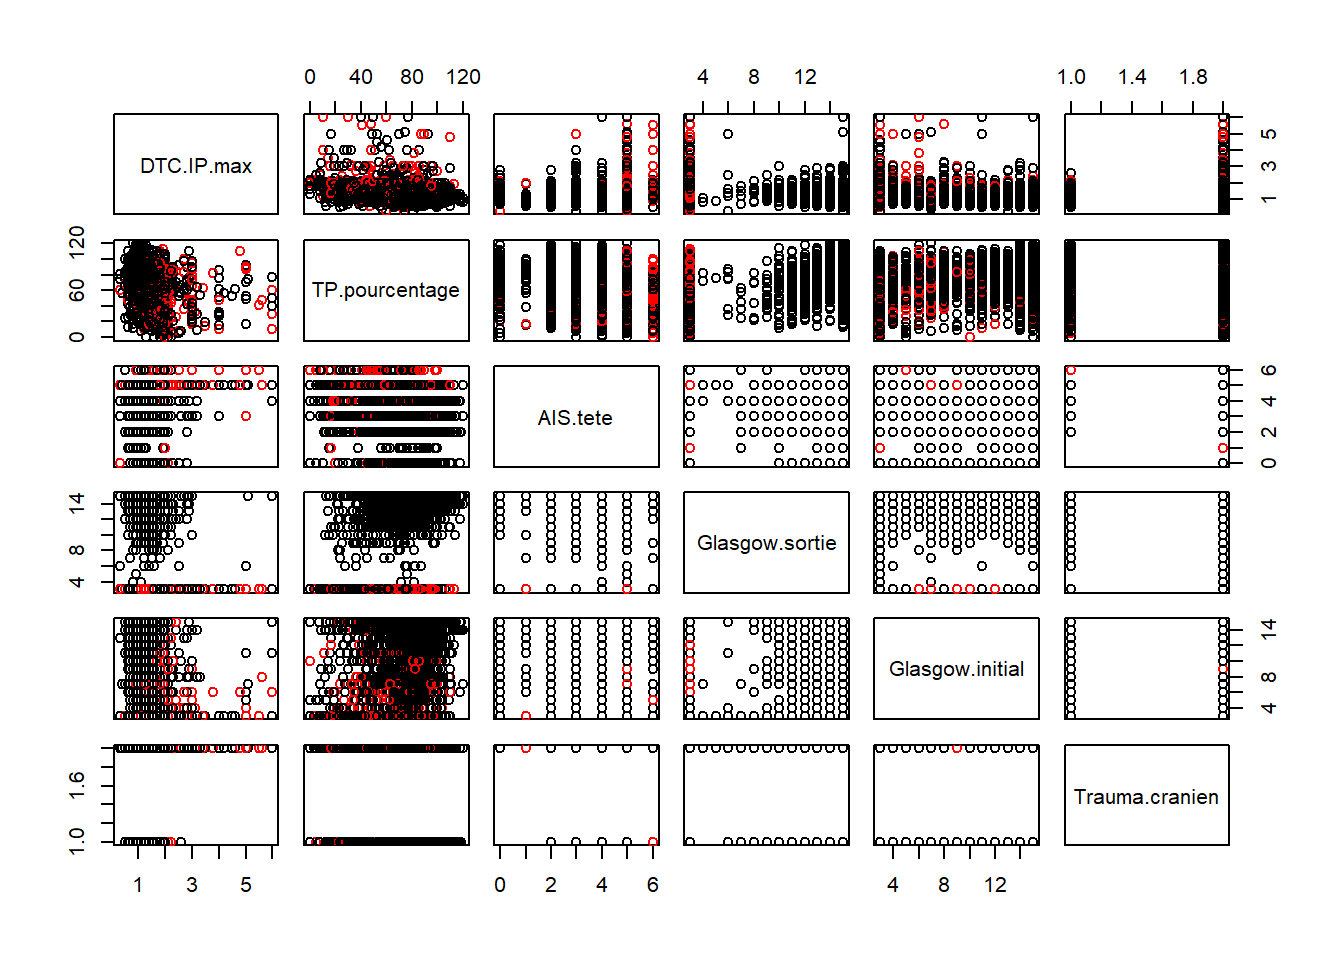 0 40 80 120 4 8 12 1.0 1.4 1.8
DTC.IP.max 1 3 5
0 60 120 TP.pourcentage
AIS.tete 0 2 4 6
4 8 14 Glasgow.sortie
Glasgow.initial 4 8 14
1.0 1.6 Trauma.cranien
1 3 5 0 2 4 6 4 8 12